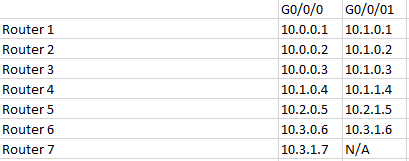 G0/0/0 G0/0/01
Router 1 10.0.0.1 10.1.0.1
Router 2 10.0.0.2 10.1.0.2
Router 3 10.0.0.3 10.1.0.3
Router 4 10.1.0.4 10.1.1.4
Router 5 10.2.0.5 10.2.1.5
Router 6 10.3.0.6 10.3.1.6
Router 7 10.3.1.7 N/A